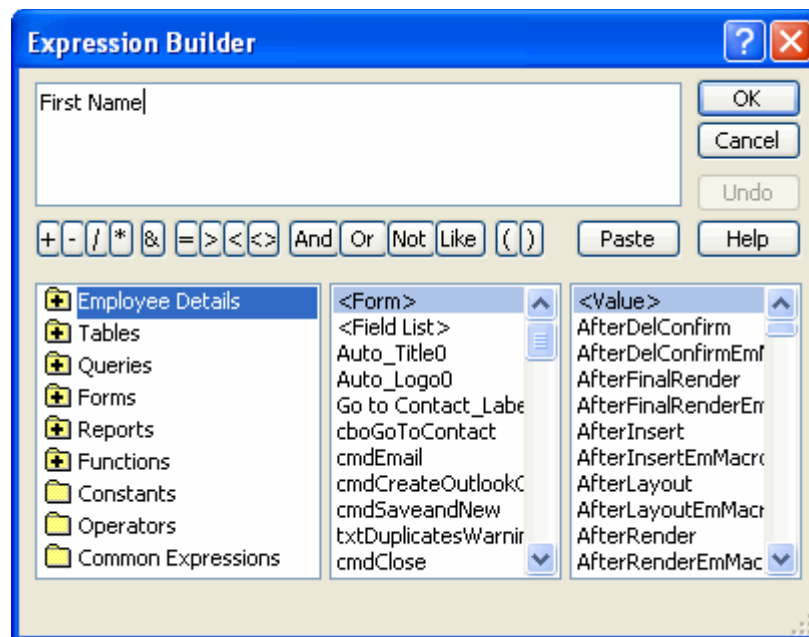 Expression Builder
First Name
OK
Cancel
Undo
+ - / * & = > < <> And Or Not Like ( ) Paste Help
Employee Details
Tables
Queries
Forms
Reports
Functions
Constants
Operators
Common Expressions
<Form>
<Field List>
Auto_Title0
Auto_Logo0
Go to Contact_Labe
cboGoToContact
cmdEmail
cmdCreateOutlookC
cmdSaveandNew
txtDuplicatesWarnin
cmdClose
<Value>
AfterDelConfirm
AfterDelConfirmEm
AfterFinalRender
AfterFinalRenderEm
AfterInsert
AfterInsertEmMacro
AfterLayout
AfterLayoutEmMacr
AfterRender
AfterRenderEmMac